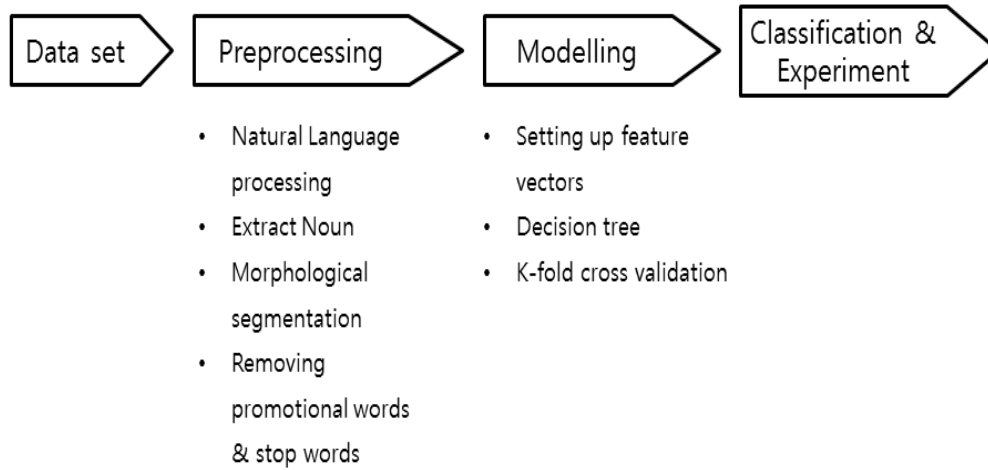 Data set
Preprocessing
Modelling
Classification &
Experiment
• Natural Language
processing
• Extract Noun
• Morphological
segmentation
• Removing
promotional words
& stop words
• Setting up feature
vectors
• Decision tree
• K-fold cross validation